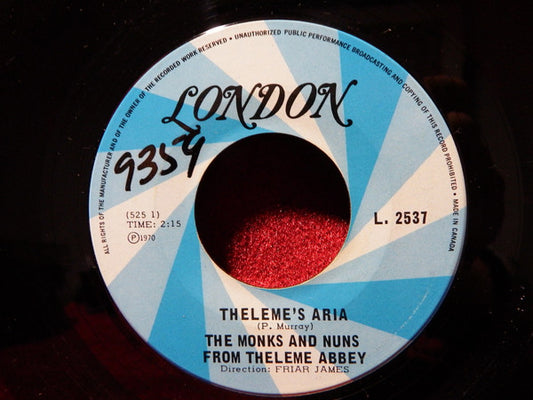 ALL RIGHTS OF THE MANUFACTURER AND OF THE OWNER OF THE RECORDED WORK RESERVED • UNAUTHORIZED PUBLIC PERFORMANCE BROADCASTING AND COPYING OF THIS RECORD PROHIBITED • MADE IN CANADA
LONDON
(525 1)
TIME: 2:15
Ⓟ1970
L. 2537
THELEME'S ARIA
(P. Murray)
THE MONKS AND NUNS
FROM THELEME ABBEY
Direction: FRIAR JAMES